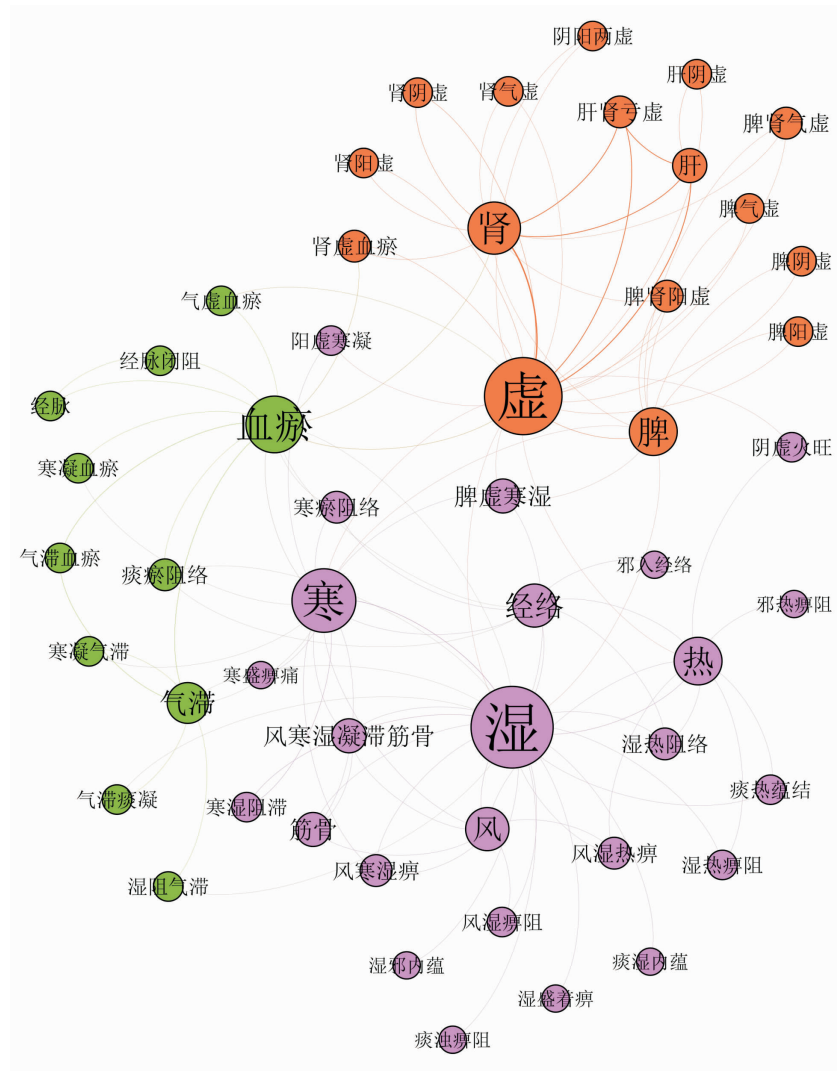 阴阳两虚
肝阴虚
肾阴虚
肾气虚
肝肾亏虚
脾肾气虚
肾阳虚
肝
脾气虚
肾
肾虚血瘀
脾阴虚
气虚血瘀
脾肾阳虚
阳虚寒凝
脾阳虚
经脉闭阻
虚
经脉
血瘀
脾
阴虚火旺
寒凝血瘀
脾虚寒湿
寒瘀阻络
气滞血瘀
痰瘀阻络
邪入经络
寒
经络
邪热痹阻
寒凝气滞
热
寒盛痹痛
气滞
湿
风寒湿凝滞筋骨
湿热阻络
痰热蕴结
气滞痰凝
寒湿阻滞
筋骨
风
风湿热痹
湿热痹阻
风寒湿痹
湿阻气滞
风湿痹阻
湿邪内蕴
痰湿内蕴
湿盛着痹
痰浊痹阻